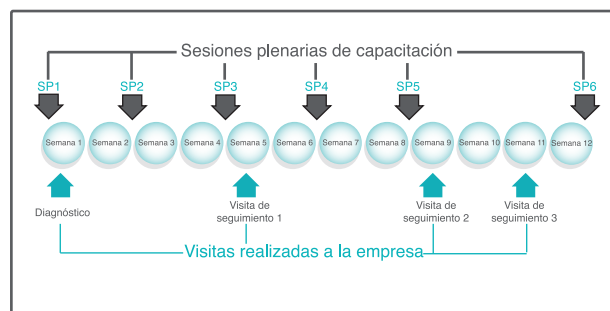 Sesiones plenarias de capacitación
SP1 SP2 SP3 SP4 SP5 SP6
Semana 1 Semana 2 Semana 3 Semana 4 Semana 5 Semana 6 Semana 7 Semana 8 Semana 9 Semana 10 Semana 11 Semana 12
Diagnóstico
Visita de
seguimiento 1
Visita de
seguimiento 2
Visita de
seguimiento 3
Visitas realizadas a la empresa